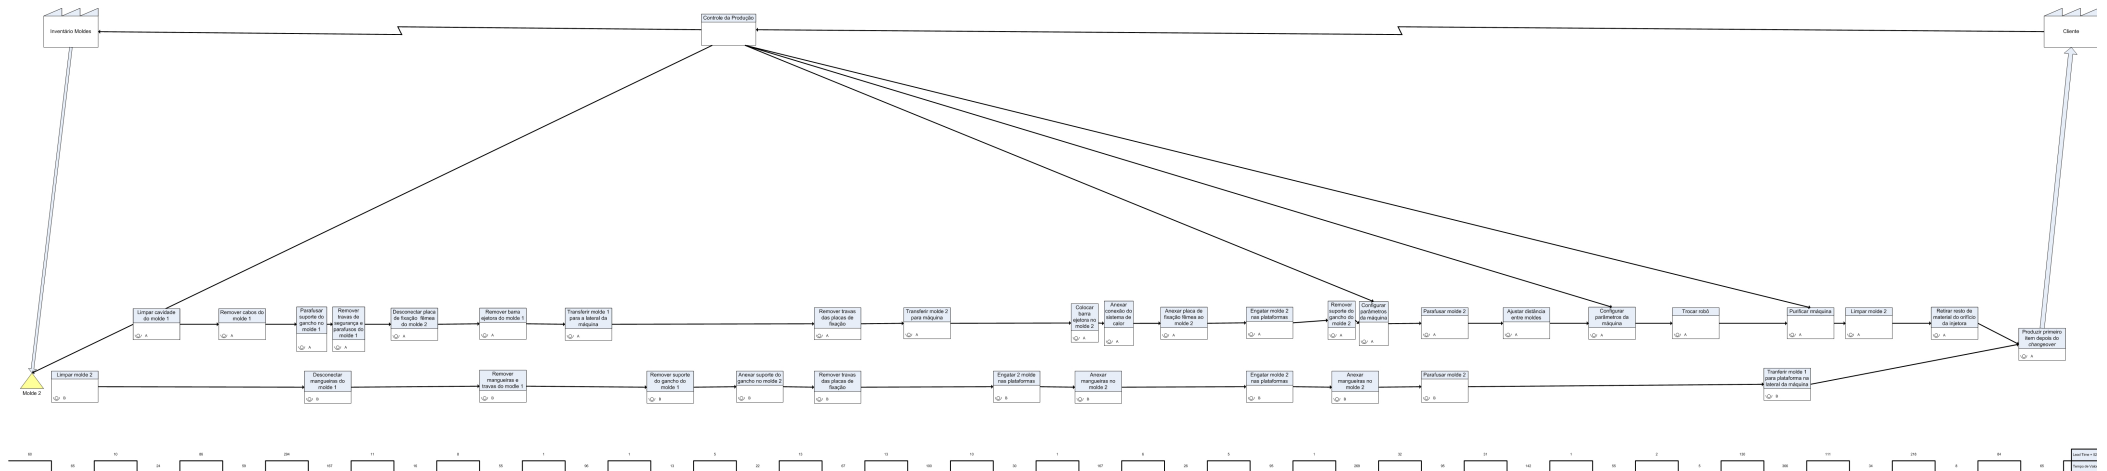 Controle da Produção
Inventário Moldes
Cliente
Limpar cavidade
do molde 1
A
Remover cabos do
molde 1
A
Parafusar
suporte do
gancho no
molde 1
A
Remover
travas de
segurança e
parafusos do
molde 1
A
Desconectar placa
de fixação fêmea
do molde 2
A
Remover barra
ejetora do molde 1
A
Transferir molde 1
para a lateral da
máquina
A
Remover travas
das placas de
fixação
A
Transferir molde 2
para máquina
A
Colocar
barra
ejetora no
molde 2
A
Anexar
conexão do
sistema de
calor
A
Anexar placa de
fixação fêmea ao
molde 2
A
Engatar molde 2
nas plataformas
A
Remover
suporte do
gancho do
molde 2
A
Configurar
parâmetros
da máquina
A
Parafusar molde 2
A
Ajustar distância
entre moldes
A
Configurar
parâmetros da
máquina
A
Trocar robô
A
Purificar máquina
A
Limpar molde 2
A
Retirar resto de
material do orifício
da injetora
A
Produzir primeiro
item depois do
changeover
A
Molde 2
Limpar molde 2
B
Desconectar
mangueiras do
molde 1
B
Remover
mangueiras e
travas do modle 1
B
Remover suporte
do gancho do
molde 1
B
Anexar suporte do
gancho no molde 2
B
Remover travas
das placas de
fixação
B
Engatar 2 molde
nas plataformas
B
Anexar
mangueiras no
molde 2
B
Engatar molde 2
nas plataformas
B
Anexar
mangueiras no
molde 2
B
Parafusar molde 2
B
Tranferir molde 1
para plataforma na
lateral da máquina
B